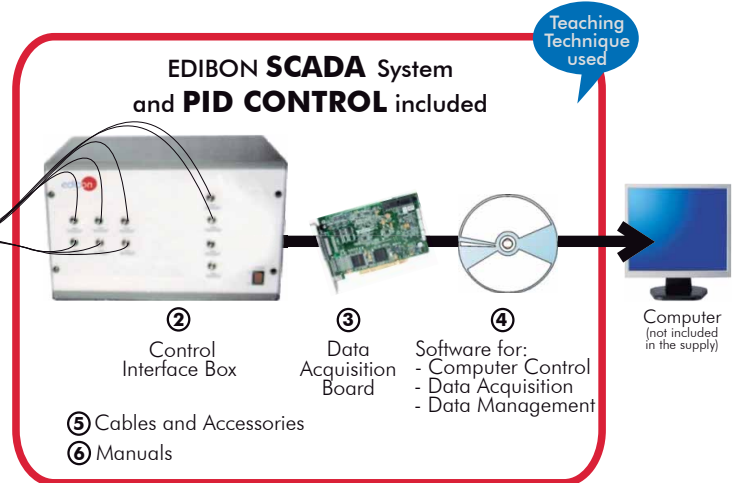 Teaching
Technique
used
EDIBON SCADA System
and PID CONTROL included
edibon
2
Control
Interface Box
3
Data
Acquisition
Board
4
Software for:
- Computer Control
- Data Acquisition
- Data Management
Computer
(not included
in the supply)
5 Cables and Accessories
6 Manuals